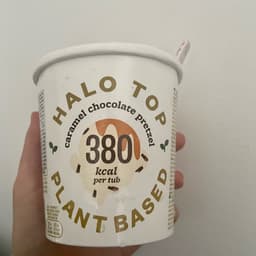 HALO TOP
caramel chocolate pretzel
380
kcal
per tub
PLANT BASED